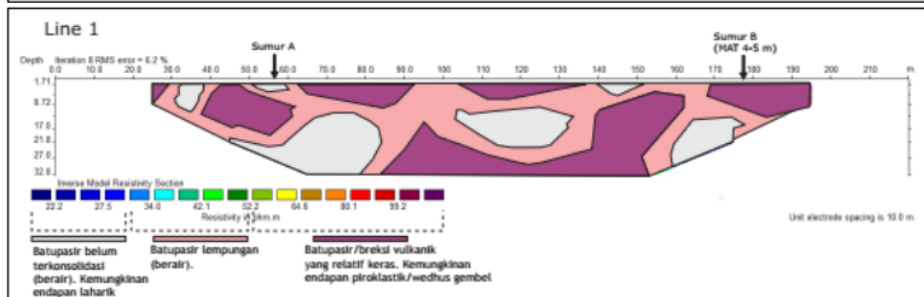 Line 1
Sumur A
Sumur B
(MAT 4-5 m)
Depth Iteration 8 RMS error = 6.2 %
0.0 10.0 20.0 30.0 40.0 50.0 60.0 70.0 80.0 90.0 100 110 120 130 140 150 160 170 180 190 200 210 m.
1.71
8.72
17.0
21.8
27.0
32.8
Inverse Model Resistivity Section
22.2 27.5 34.0 42.1 52.2 64.6 80.1 99.2
Resistivity in ohm.m
Unit electrode spacing is 10.0 m.
Batupasir belum
terkonsolidasi
(berair). Kemungkinan
endapan laharik
Batupasir lempungan
(berair).
Batupasir/breksi vulkanik
yang relatif keras. Kemungkinan
endapan piroklastik/wedhus gembel